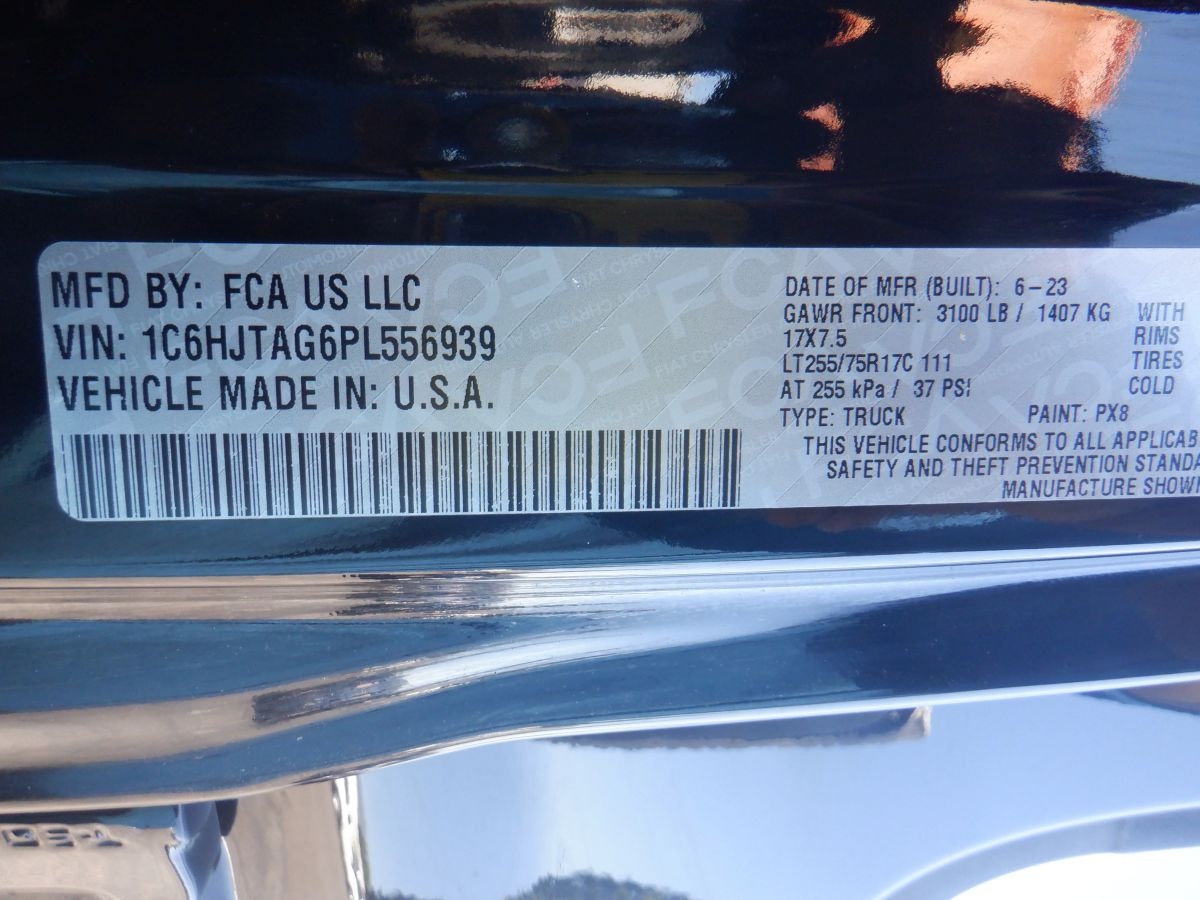 MFD BY: FCA US LLC
VIN: 1C6HJTAG6PL556939
VEHICLE MADE IN: U.S.A.
DATE OF MFR (BUILT): 6-23
GAWR FRONT: 3100 LB / 1407 KG WITH
17X7.5 RIMS
LT255/75R17C 111 TIRES
AT 255 kPa / 37 PSI COLD
TYPE: TRUCK PAINT: PX8
THIS VEHICLE CONFORMS TO ALL APPLICAB
SAFETY AND THEFT PREVENTION STANDA
MANUFACTURE SHOW